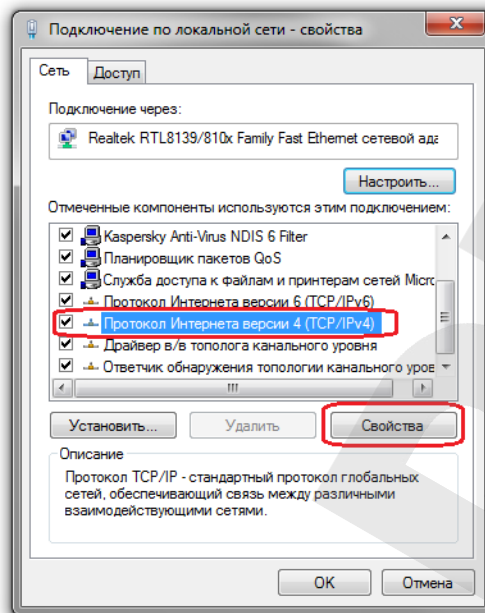 Подключение по локальной сети - свойства
Сеть
Доступ
Подключение через:
Realtek RTL8139/810x Family Fast Ethernet сетевой ада
Настроить...
Отмеченные компоненты используются этим подключением:
Kaspersky Anti-Virus NDIS 6 Filter
Планировщик пакетов QoS
Служба доступа к файлам и принтерам сетей Micro
Протокол Интернета версии 6 (TCP/IPv6)
Протокол Интернета версии 4 (TCP/IPv4)
Драйвер в/в тополога канального уровня
Ответчик обнаружения топологии канального уров
Установить...
Удалить
Свойства
Описание
Протокол TCP/IP - стандартный протокол глобальных
сетей, обеспечивающий связь между различными
взаимодействующими сетями.
OK
Отмена